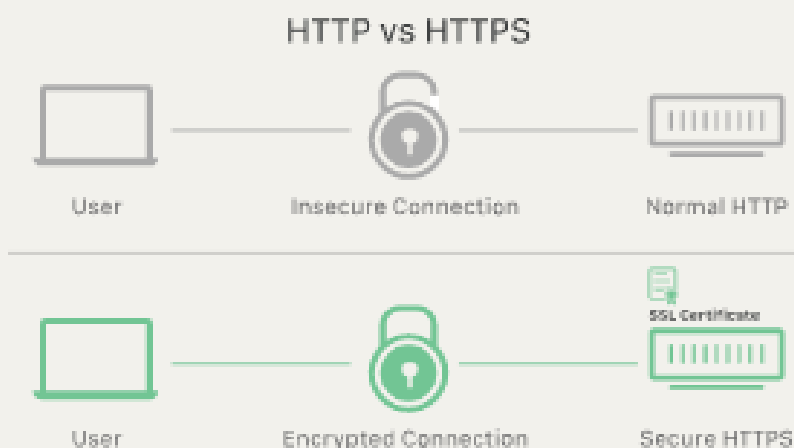 HTTP vs HTTPS
User
Insecure Connection
Normal HTTP
SSL Certificate
User
Encrypted Connection
Secure HTTPS